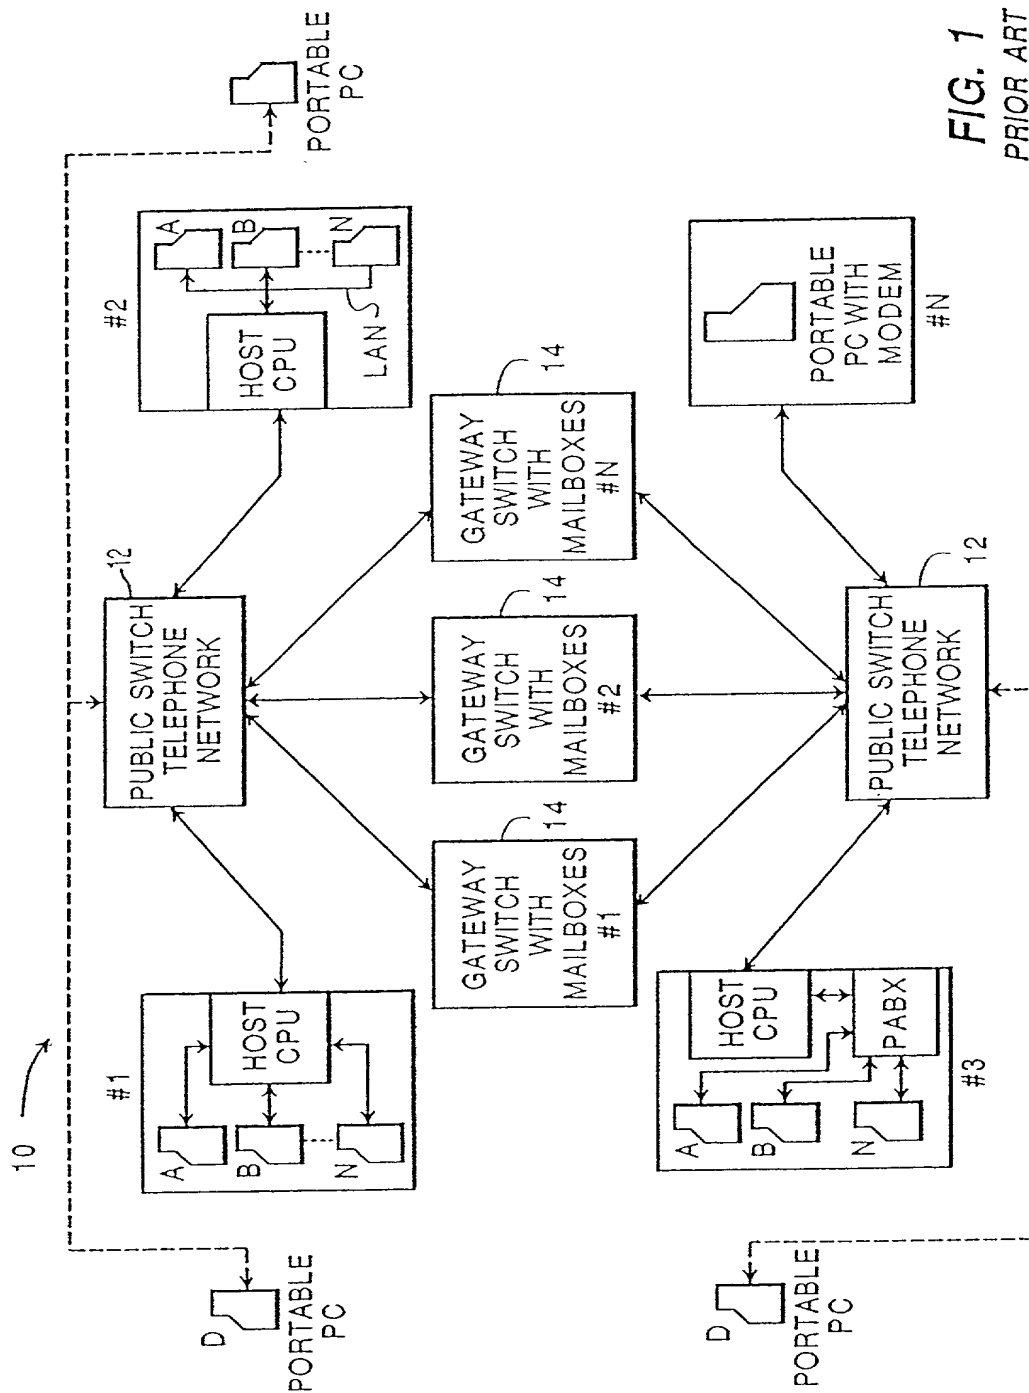 10
#1
A
B
N
HOST
CPU
PUBLIC SWITCH
TELEPHONE
NETWORK
12
#2
HOST
CPU
A
B
N
LAN
D
PORTABLE
PC
PORTABLE
PC
GATEWAY
SWITCH
WITH
MAILBOXES
#1
14
GATEWAY
SWITCH
WITH
MAILBOXES
#2
14
GATEWAY
SWITCH
WITH
MAILBOXES
#N
14
D
PORTABLE
PC
A
B
N
HOST
CPU
PABX
#3
PUBLIC SWITCH
TELEPHONE
NETWORK
12
PORTABLE
PC WITH
MODEM
#N
FIG. 1
PRIOR ART